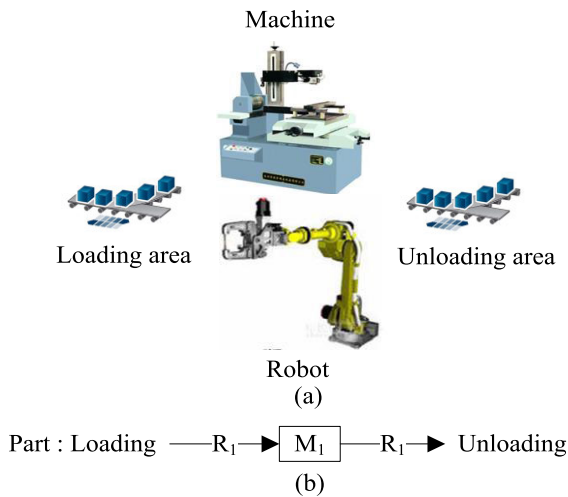 Machine
Loading area
Unloading area
Robot
(a)
Part : Loading R₁ M₁ R₁ Unloading
(b)